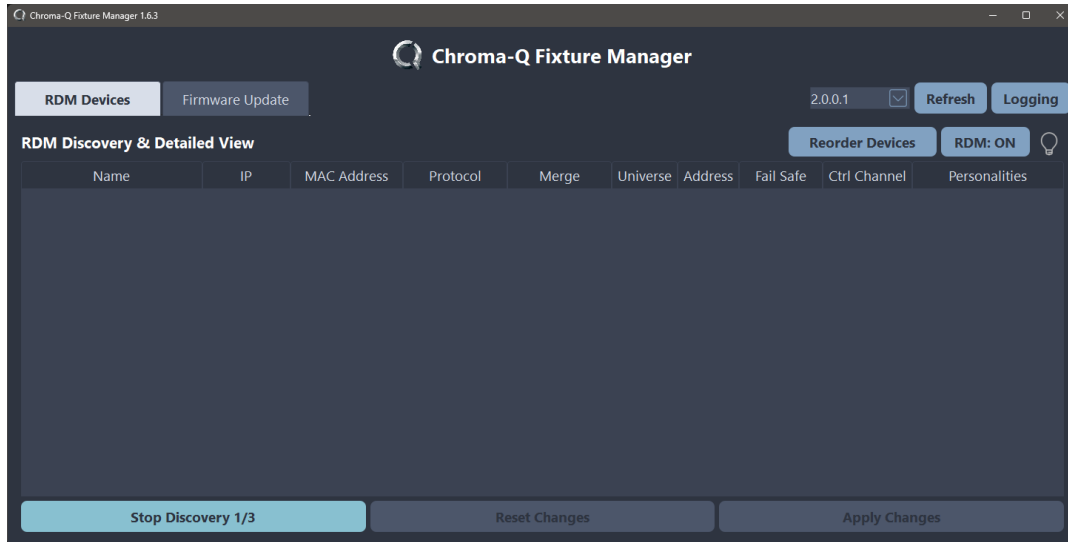 Chroma-Q Fixture Manager 1.6.3
Chroma-Q Fixture Manager
RDM Devices Firmware Update 2.0.0.1 Refresh Logging
RDM Discovery & Detailed View Reorder Devices RDM: ON
Name IP MAC Address Protocol Merge Universe Address Fail Safe Ctrl Channel Personalities
Stop Discovery 1/3 Reset Changes Apply Changes